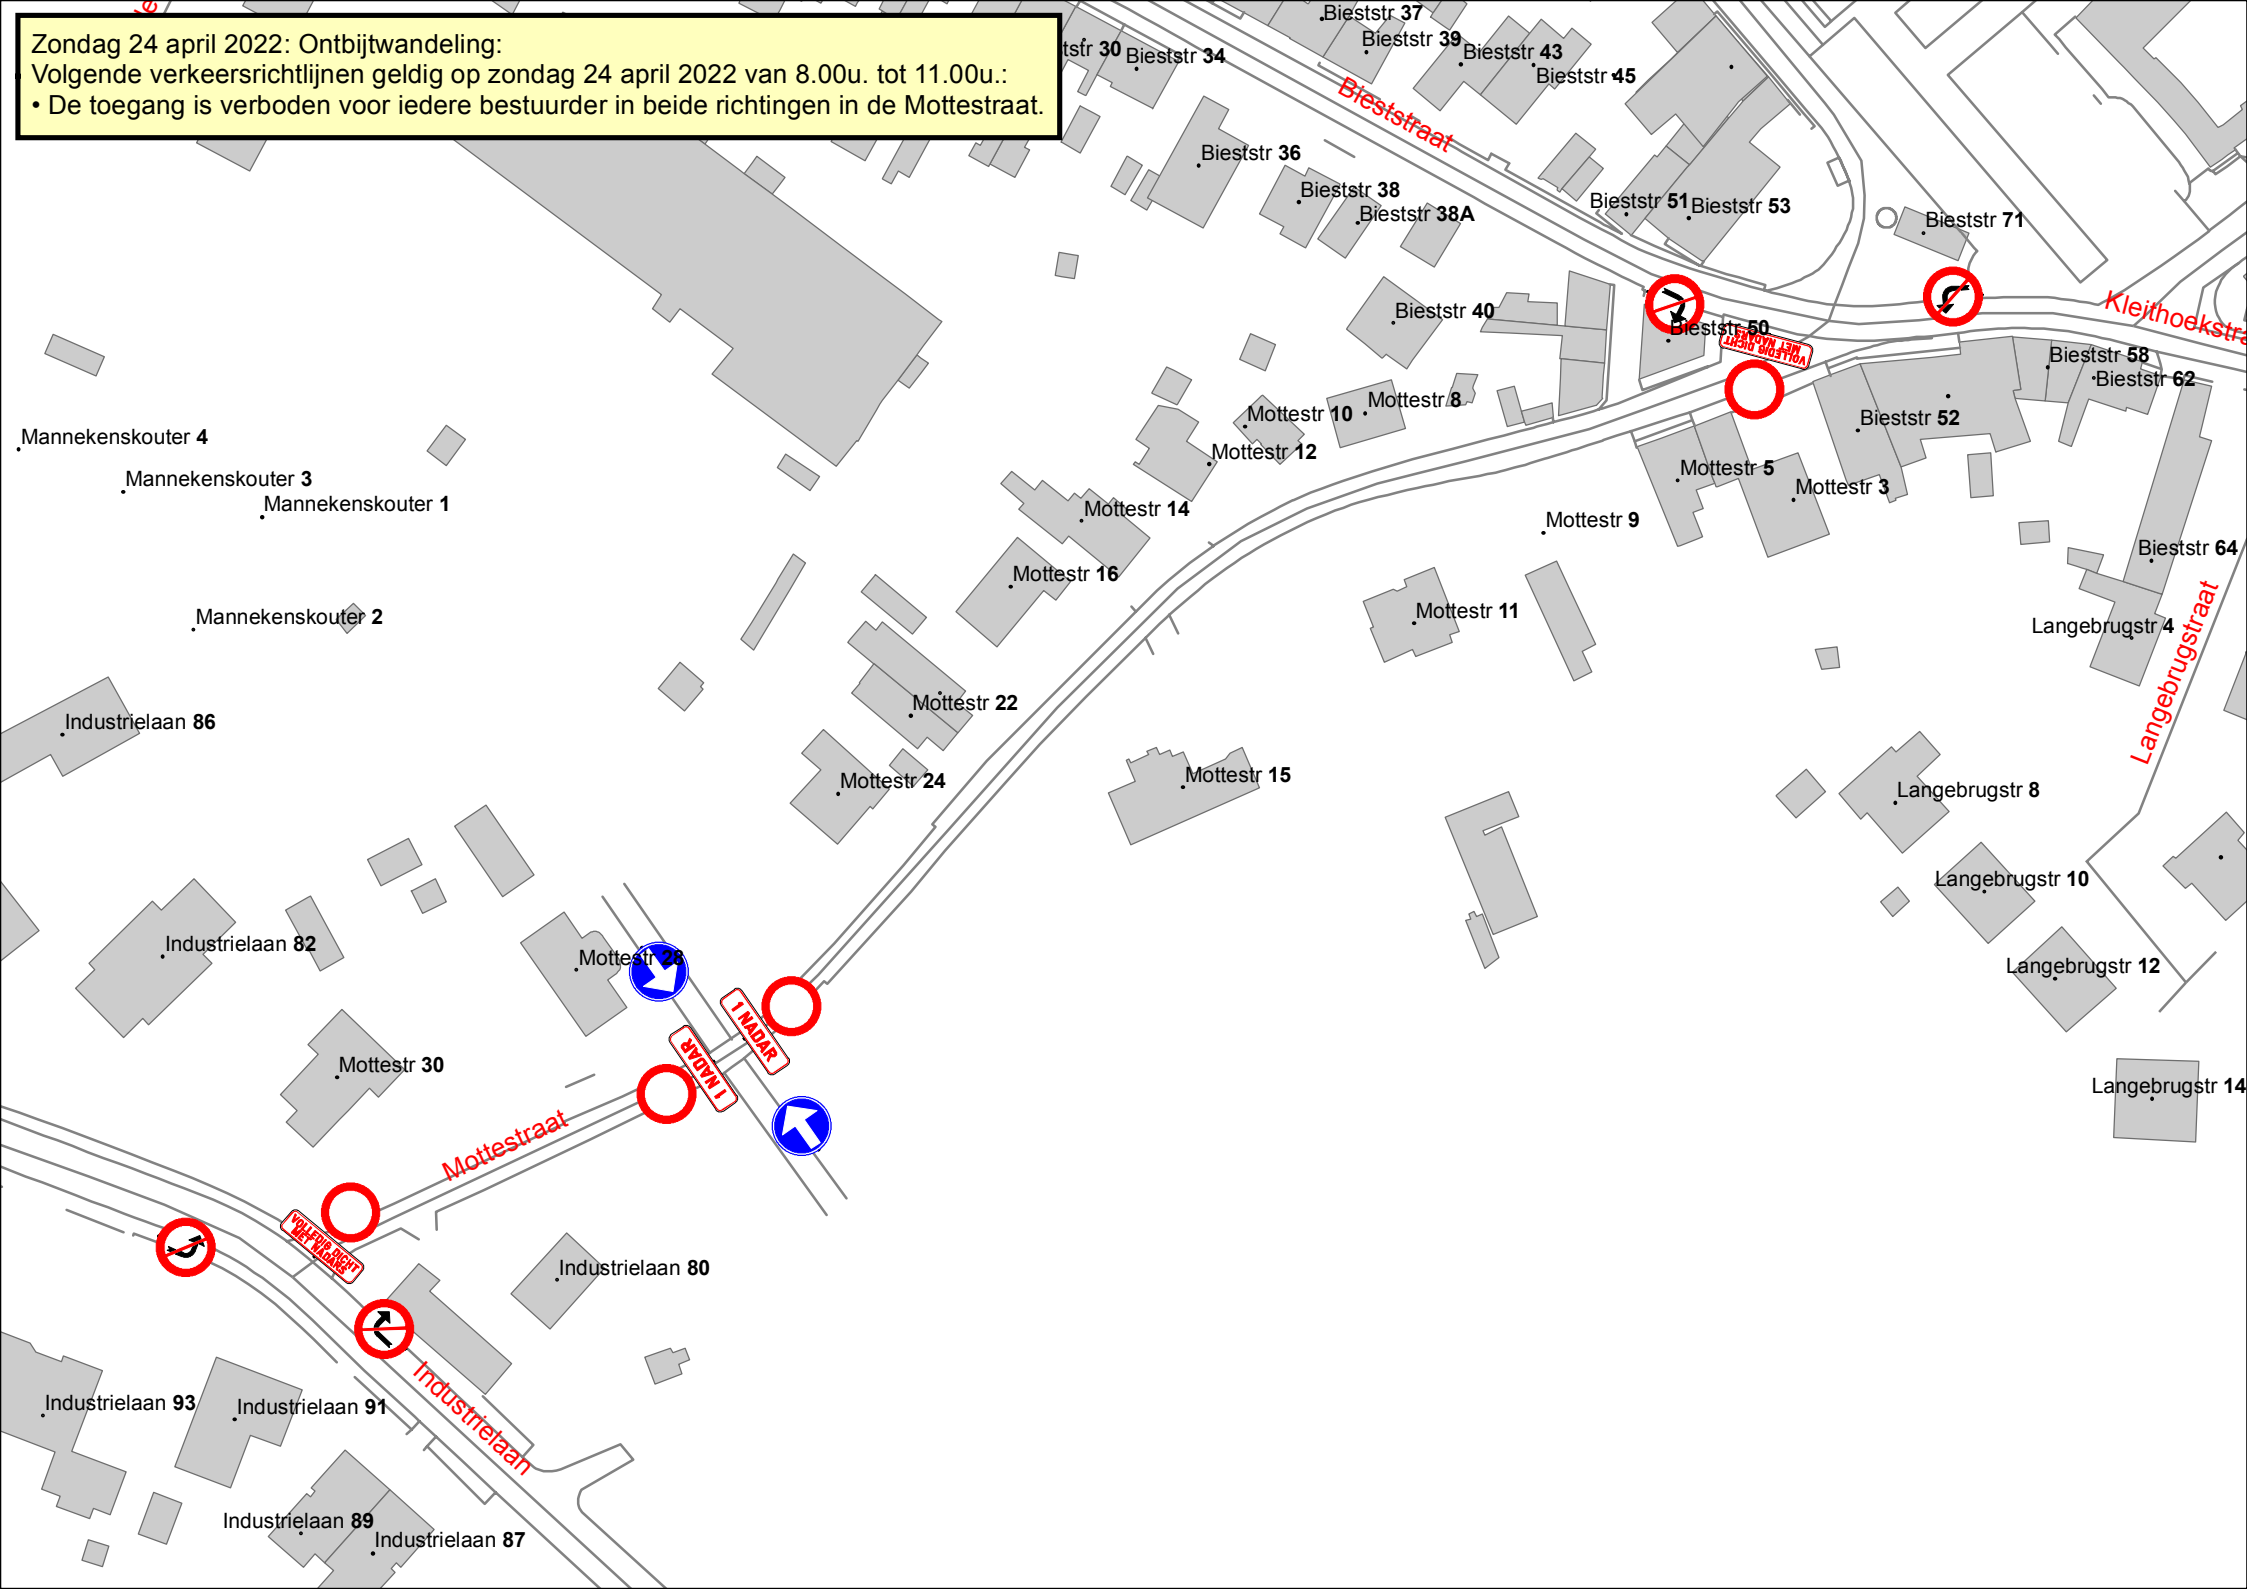 Zondag 24 april 2022: Ontbijtwandeling:
Volgende verkeersrichtlijnen geldig op zondag 24 april 2022 van 8.00u. tot 11.00u.:
• De toegang is verboden voor iedere bestuurder in beide richtingen in de Mottestraat.
Bieststr 37
Bieststr 39
Bieststr 43
Bieststr 45
tstr 30
Bieststr 34
Bieststraat
Bieststr 36
Bieststr 38
Bieststr 38A
Bieststr 51
Bieststr 53
Bieststr 71
Bieststr 40
Bieststr 50
Kleithoekstra
VOLLEDIG DICHT
MET NADARS
Bieststr 58
Bieststr 62
Mottestr 8
Mottestr 10
Mottestr 12
Bieststr 52
Mannekenskouter 4
Mannekenskouter 3
Mannekenskouter 1
Mottestr 5
Mottestr 3
Mottestr 14
Mottestr 9
Bieststr 64
Mottestr 16
Mottestr 11
Mannekenskouter 2
Langebrugstr 4
Langebrugstraat
Mottestr 22
Industrielaan 86
Mottestr 24
Mottestr 15
Langebrugstr 8
Langebrugstr 10
Industrielaan 82
Mottestr 28
Langebrugstr 12
1 NADAR
1 NADAR
Mottestr 30
Langebrugstr 14
Mottestraat
VOLLEDIG DICHT
MET NADARS
Industrielaan 80
Industrielaan
Industrielaan 93
Industrielaan 91
Industrielaan 89
Industrielaan 87